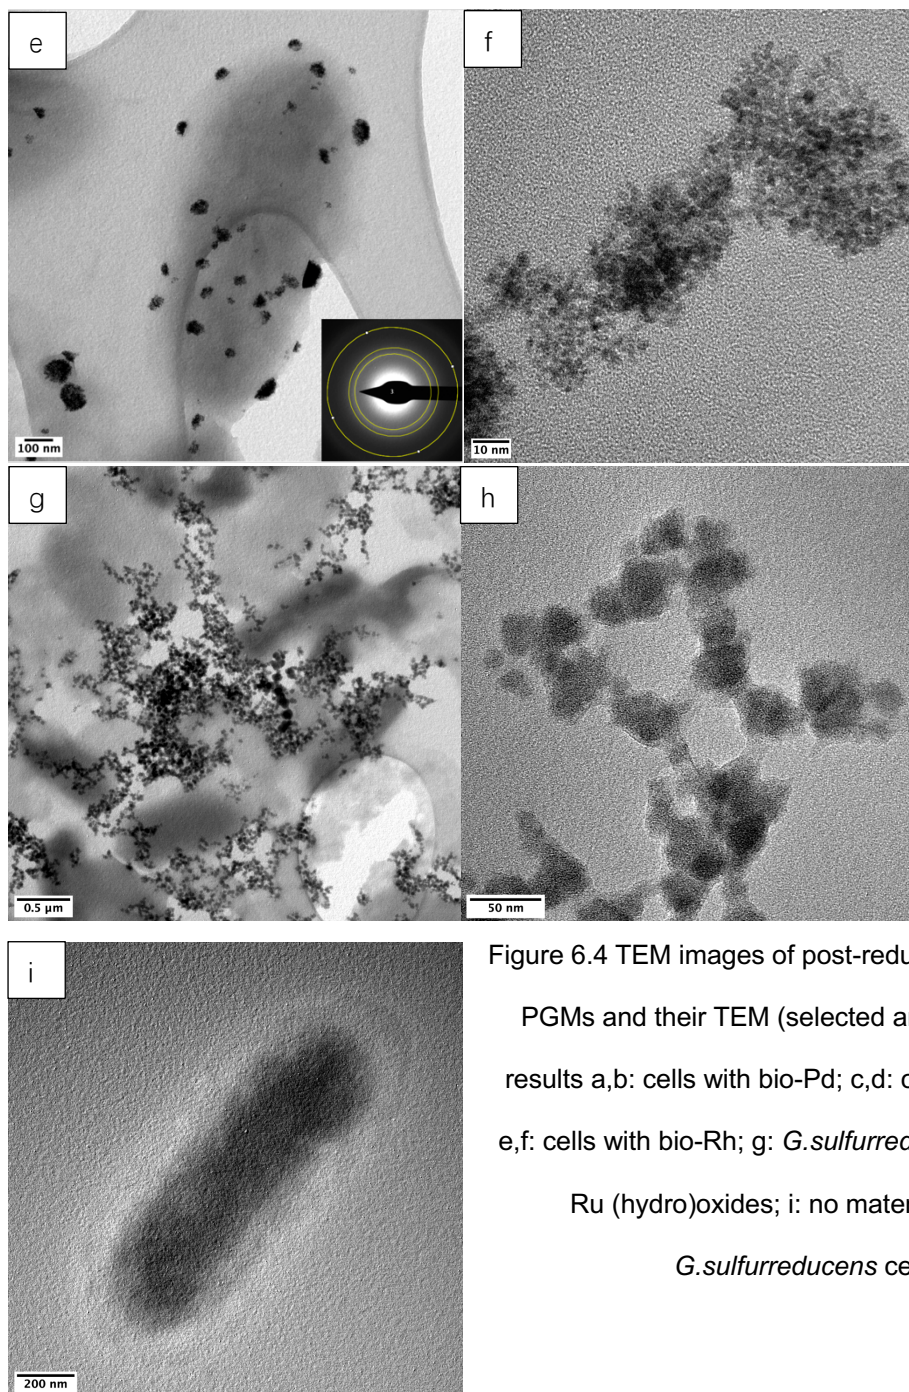 e
f
3
100 nm
10 nm
g
h
0.5 µm
50 nm
i
Figure 6.4 TEM images of post-redu
PGMs and their TEM (selected a
results a,b: cells with bio-Pd; c,d:
e,f: cells with bio-Rh; g: G.sulfurred
Ru (hydro)oxides; i: no mater
G.sulfurreducens ce
200 nm